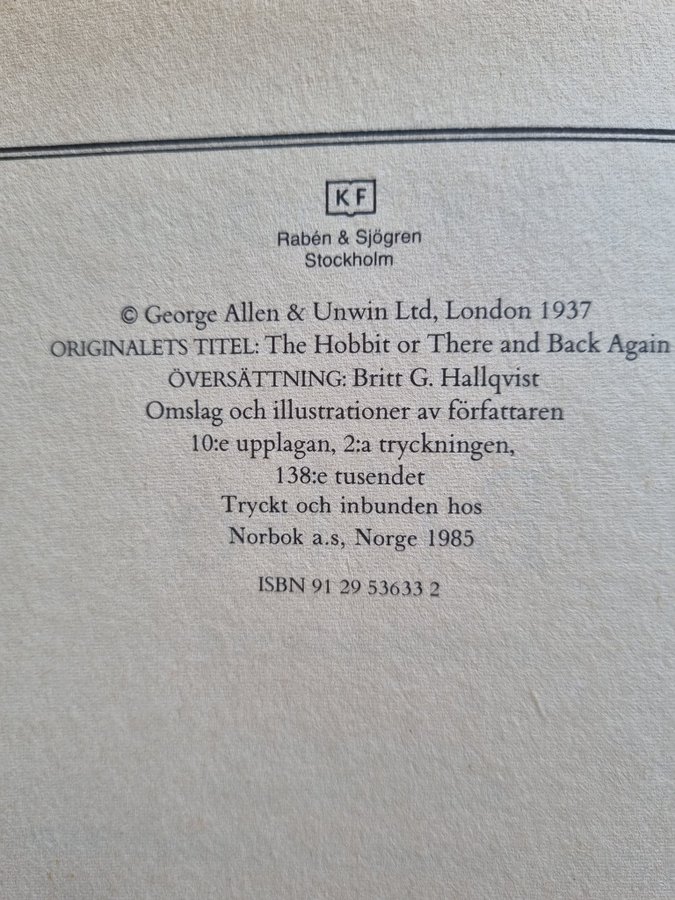 KF
Rabén & Sjögren
Stockholm
© George Allen & Unwin Ltd, London 1937
ORIGINALETS TITEL: The Hobbit or There and Back Again
ÖVERSÄTTNING: Britt G. Hallqvist
Omslag och illustrationer av författaren
10:e upplagan, 2:a tryckningen,
138:e tusendet
Tryckt och inbunden hos
Norbok a.s, Norge 1985
ISBN 91 29 53633 2